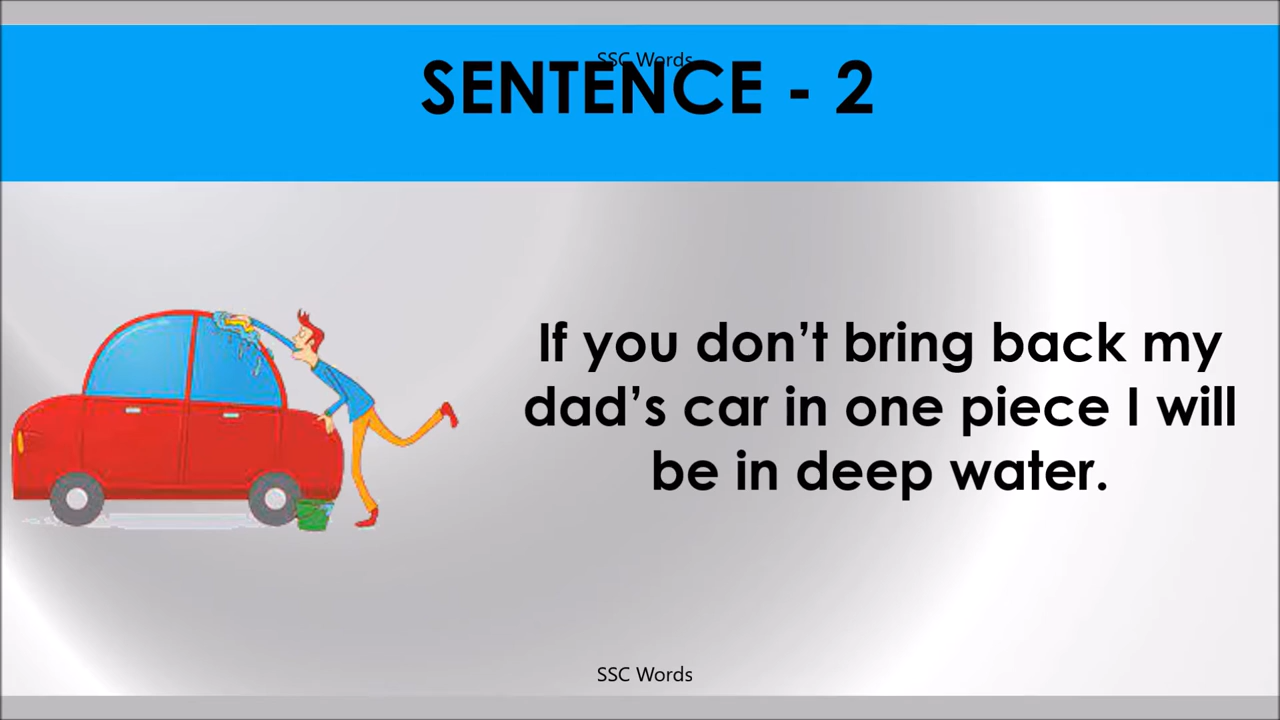 SSC Words
SENTENCE - 2
If you don’t bring back my
dad’s car in one piece I will
be in deep water.
SSC Words